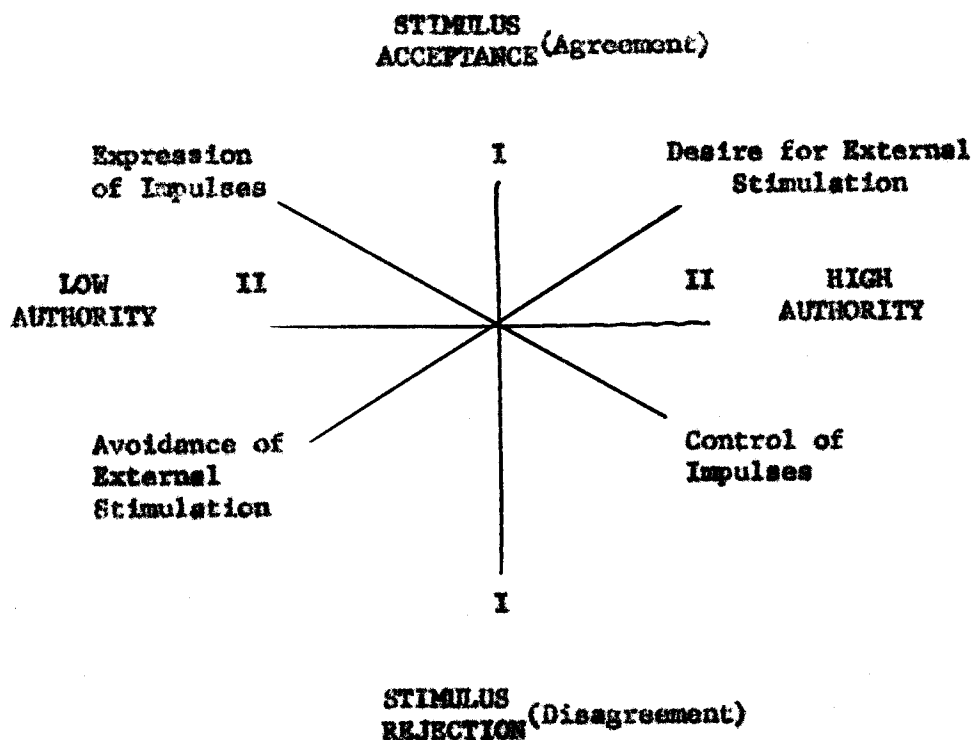 STIMULUS
ACCEPTANCE (Agreement)
Expression
of Impulses
I
Desire for External
Stimulation
LOW
AUTHORITY
II
II
HIGH
AUTHORITY
Avoidance of
External
Stimulation
Control of
Impulses
I
STIMULUS
REJECTION (Disagreement)